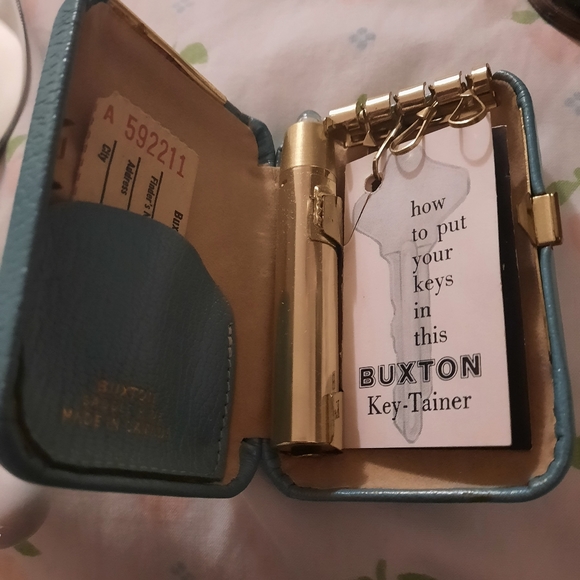 A 592211
Finder's
Address
City
BUXTON
MADE IN
how
to put
your
keys
in
this
BUXTON
Key-Tainer